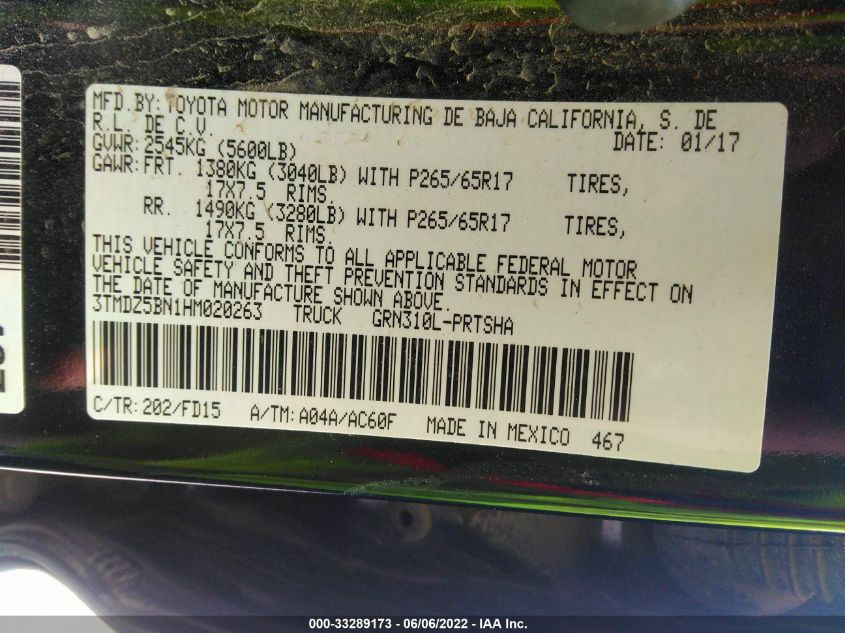 MFD.BY: TOYOTA MOTOR MANUFACTURING DE BAJA CALIFORNIA, S. DE
R.L. DE C.V. DATE: 01/17
GVWR: 2545KG (5600LB)
GAWR: FRT. 1380KG (3040LB) WITH P265/65R17 TIRES,
17X7.5 RIMS.
RR. 1490KG (3280LB) WITH P265/65R17 TIRES,
17X7.5 RIMS.
THIS VEHICLE CONFORMS TO ALL APPLICABLE FEDERAL MOTOR
VEHICLE SAFETY AND THEFT PREVENTION STANDARDS IN EFFECT ON
THE DATE OF MANUFACTURE SHOWN ABOVE.
3TMDZ5BN1HM020263 TRUCK GRN310L-PRTSHA
C/TR: 202/FD15 A/TM: A04A/AC60F MADE IN MEXICO 467
000-33289173 - 06/06/2022 - IAA Inc.